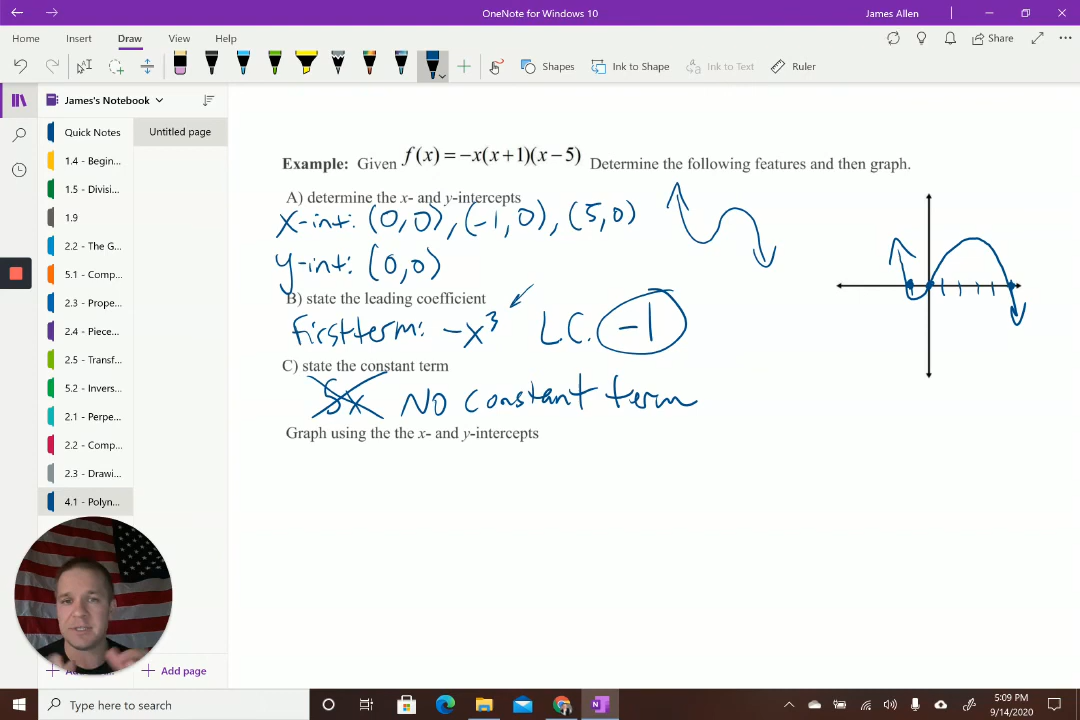 OneNote for Windows 10
James Allen
Home Insert Draw View Help
Share
Shapes Ink to Shape Ink to Text Ruler
James's Notebook
Untitled page
Quick Notes
1.4 - Begin...
1.5 - Divisi...
1.9
2.2 - The G...
5.1 - Comp...
2.3 - Prope...
2.4 - Piece...
2.5 - Transf...
5.2 - Invers...
2.1 - Perpe...
2.2 - Comp...
2.3 - Drawi...
4.1 - Polyn...
Add page
Example: Given f(x) = −x(x+1)(x−5) Determine the following features and then graph.
A) determine the x- and y-intercepts
x-int: (0,0), (-1,0), (5,0)
y-int: (0,0)
B) state the leading coefficient
first term: -x³ L.C. -1
C) state the constant term
5x No constant term
Graph using the the x- and y-intercepts
Type here to search
5:09 PM
9/14/2020